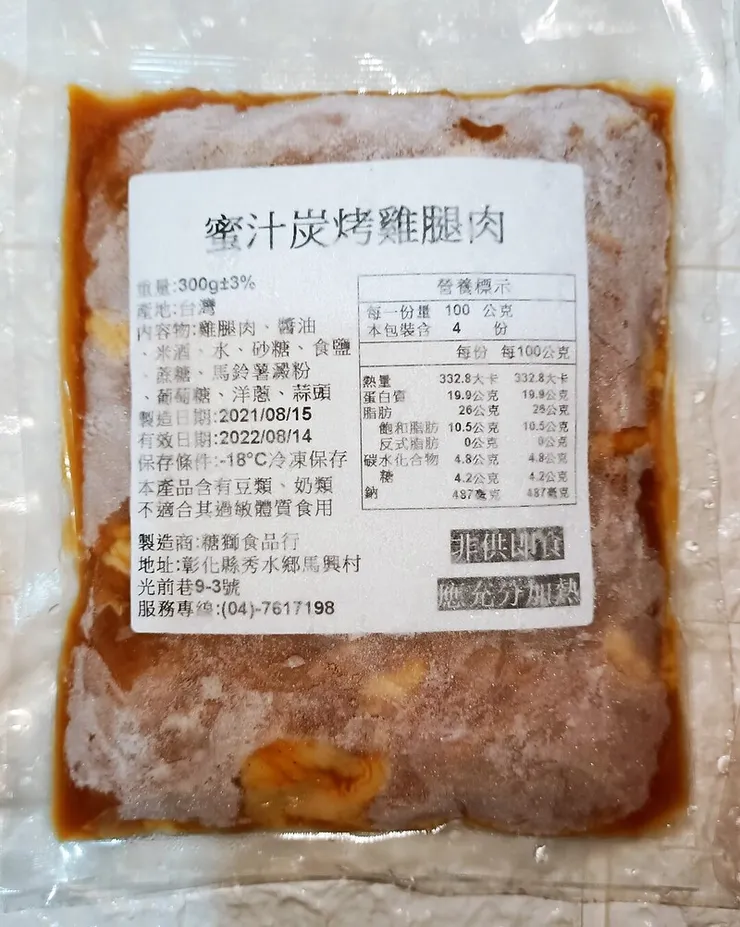 蜜汁炭烤雞腿肉
重量:300g±3%
產地:台灣
內容物:雞腿肉、醬油
、米酒、水、砂糖、食鹽
、蔗糖、馬鈴薯澱粉
、葡萄糖、洋蔥、蒜頭
製造日期:2021/08/15
有效日期:2022/08/14
保存條件:-18°C冷凍保存
本產品含有豆類、奶類
不適合其過敏體質食用
製造商:糖獅食品行
地址:彰化縣秀水鄉馬興村
光前巷9-3號
服務專線:(04)-7617198
營養標示
每一份量 100 公克
本包裝含 4 份
每份 每100公克
熱量 332.8大卡 332.8大卡
蛋白質 19.9公克 19.9公克
脂肪 26公克 26公克
飽和脂肪 10.5公克 10.5公克
反式脂肪 0公克 0公克
碳水化合物 4.8公克 4.8公克
糖 4.2公克 4.2公克
鈉 487毫克 487毫克
非供即食
應充分加熱